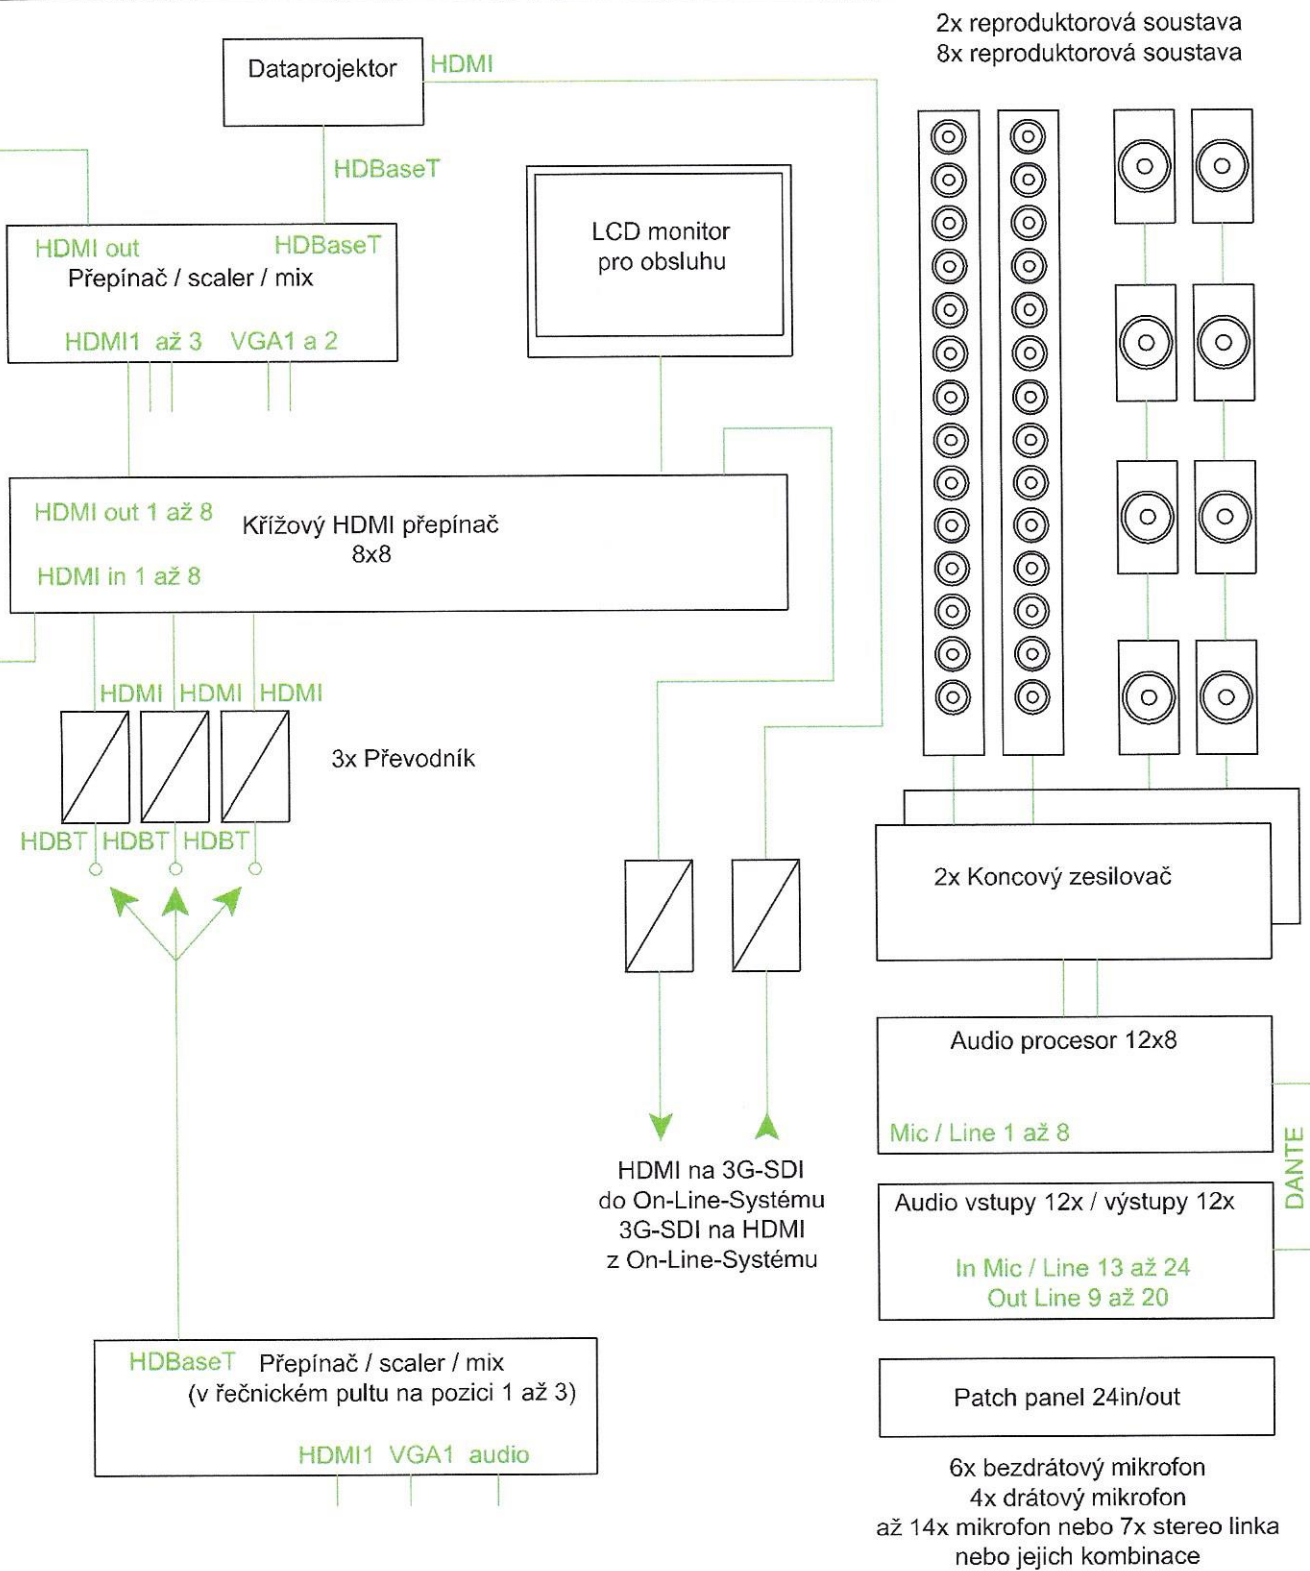 2x reproduktorová soustava
8x reproduktorová soustava
Dataprojektor
HDMI
HDBaseT
HDMI out
HDBaseT
Přepínač / scaler / mix
HDMI1 až 3 VGA1 a 2
LCD monitor
pro obsluhu
HDMI out 1 až 8
Křížový HDMI přepínač
8x8
HDMI in 1 až 8
HDMI HDMI HDMI
3x Převodník
HDBT HDBT HDBT
2x Koncový zesilovač
Audio procesor 12x8
Mic / Line 1 až 8
DANTE
Audio vstupy 12x / výstupy 12x
In Mic / Line 13 až 24
Out Line 9 až 20
HDMI na 3G-SDI
do On-Line-Systému
3G-SDI na HDMI
z On-Line-Systému
HDBaseT Přepínač / scaler / mix
(v řečnickém pultu na pozici 1 až 3)
HDMI1 VGA1 audio
Patch panel 24in/out
6x bezdrátový mikrofon
4x drátový mikrofon
až 14x mikrofon nebo 7x stereo linka
nebo jejich kombinace